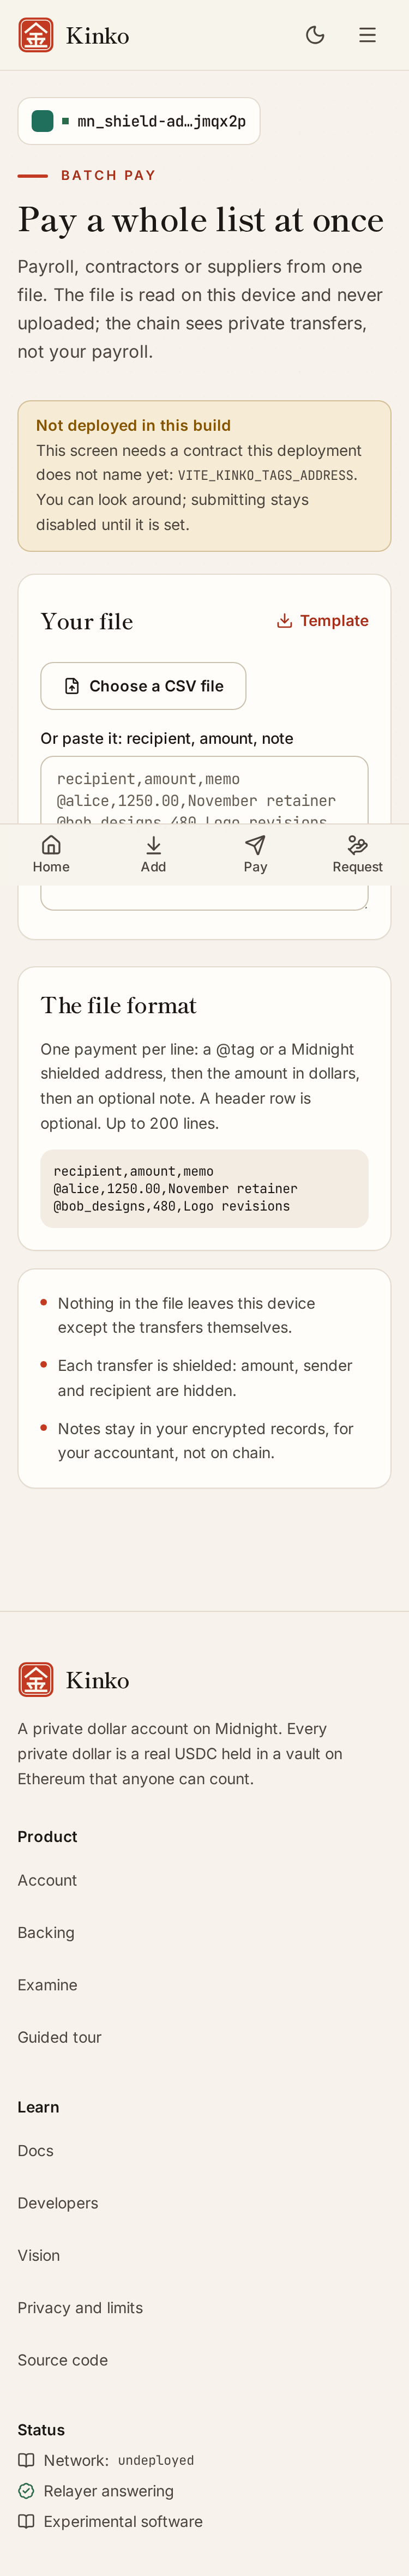 金 Kinko
mn_shield-ad…jmqx2p
BATCH PAY
Pay a whole list at once
Payroll, contractors or suppliers from one
file. The file is read on this device and never
uploaded; the chain sees private transfers,
not your payroll.
Not deployed in this build
This screen needs a contract this deployment
does not name yet: VITE_KINKO_TAGS_ADDRESS.
You can look around; submitting stays
disabled until it is set.
Your file
Template
Choose a CSV file
Or paste it: recipient, amount, note
recipient,amount,memo
@alice,1250.00,November retainer
@bob_designs,480,Logo revisions
Home Add Pay Request
The file format
One payment per line: a @tag or a Midnight
shielded address, then the amount in dollars,
then an optional note. A header row is
optional. Up to 200 lines.
recipient,amount,memo
@alice,1250.00,November retainer
@bob_designs,480,Logo revisions
Nothing in the file leaves this device
except the transfers themselves.
Each transfer is shielded: amount, sender
and recipient are hidden.
Notes stay in your encrypted records, for
your accountant, not on chain.
金 Kinko
A private dollar account on Midnight. Every
private dollar is a real USDC held in a vault on
Ethereum that anyone can count.
Product
Account
Backing
Examine
Guided tour
Learn
Docs
Developers
Vision
Privacy and limits
Source code
Status
Network: undeployed
Relayer answering
Experimental software